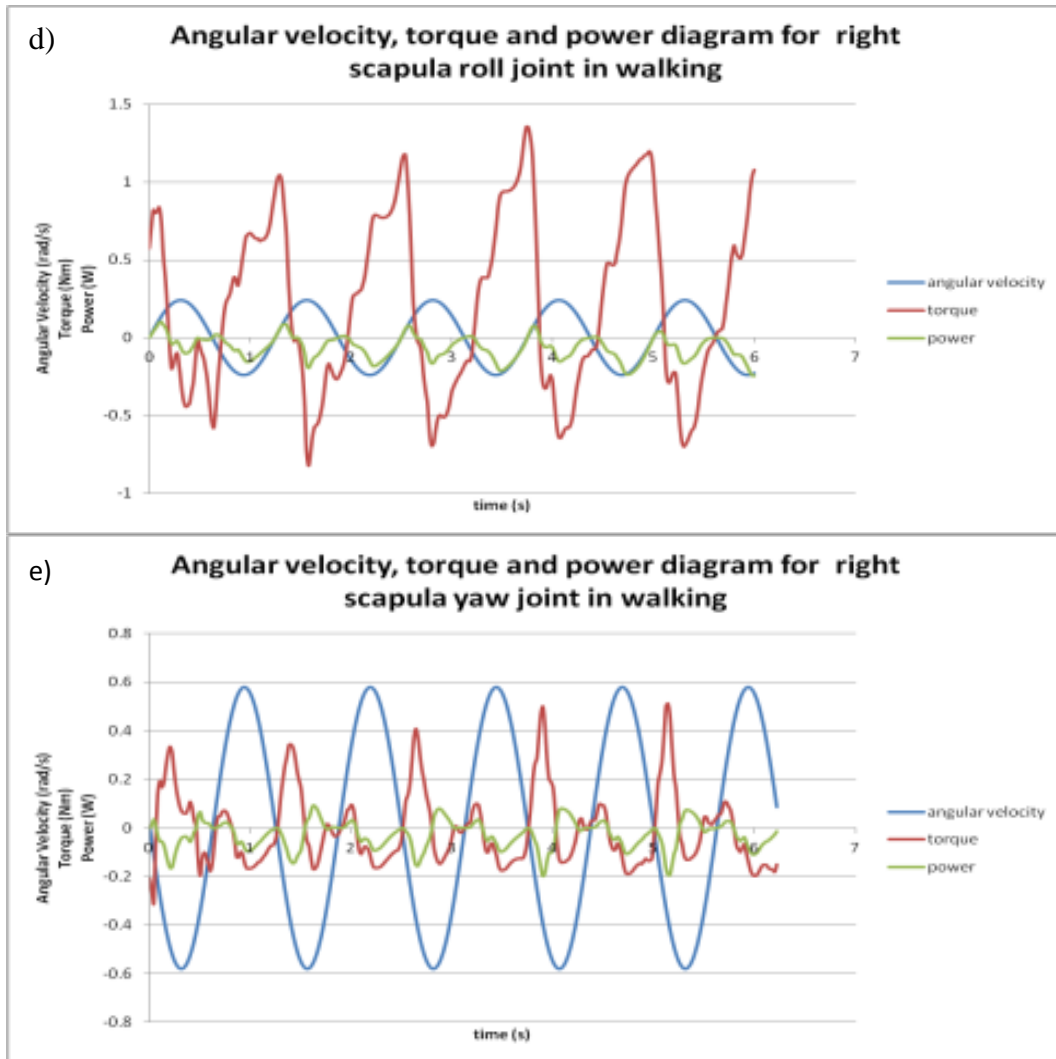 d)
Angular velocity, torque and power diagram for right
scapula roll joint in walking
1.5
1
0.5
0
-0.5
-1
0 1 2 3 4 5 6 7
Angular Velocity (rad/s)
Torque (Nm)
Power (W)
time (s)
angular velocity
torque
power
e)
Angular velocity, torque and power diagram for right
scapula yaw joint in walking
0.8
0.6
0.4
0.2
0
-0.2
-0.4
-0.6
-0.8
0 1 2 3 4 5 6 7
Angular Velocity (rad/s)
Torque (Nm)
Power (W)
time (s)
angular velocity
torque
power